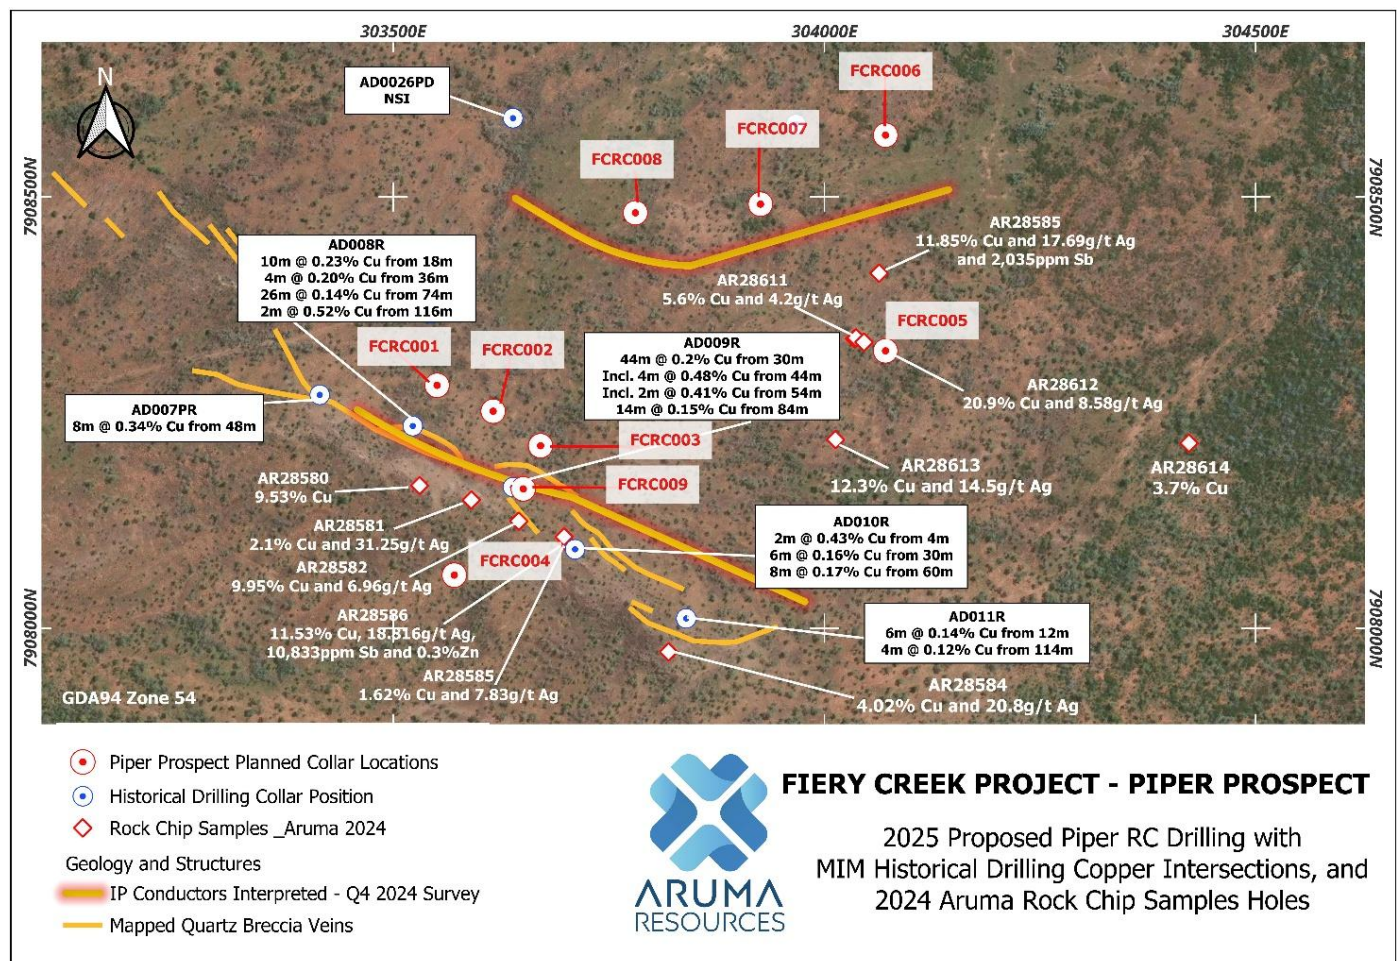 303500E
304000E
304500E
7908500N
7908500N
7908000N
7908000N
N
AD0026PD
NSI
FCRC006
FCRC007
FCRC008
AR28585
11.85% Cu and 17.69g/t Ag
and 2,035ppm Sb
AD008R
10m @ 0.23% Cu from 18m
4m @ 0.20% Cu from 36m
26m @ 0.14% Cu from 74m
2m @ 0.52% Cu from 116m
AR28611
5.6% Cu and 4.2g/t Ag
FCRC005
FCRC001
FCRC002
AD009R
44m @ 0.2% Cu from 30m
Incl. 4m @ 0.48% Cu from 44m
Incl. 2m @ 0.41% Cu from 54m
14m @ 0.15% Cu from 84m
AR28612
20.9% Cu and 8.58g/t Ag
AD007PR
8m @ 0.34% Cu from 48m
FCRC003
FCRC009
AR28613
12.3% Cu and 14.5g/t Ag
AR28614
3.7% Cu
AR28580
9.53% Cu
AR28581
2.1% Cu and 31.25g/t Ag
AR28582
9.95% Cu and 6.96g/t Ag
FCRC004
AD010R
2m @ 0.43% Cu from 4m
6m @ 0.16% Cu from 30m
8m @ 0.17% Cu from 60m
AR28586
11.53% Cu, 18.816g/t Ag,
10,833ppm Sb and 0.3%Zn
AD011R
6m @ 0.14% Cu from 12m
4m @ 0.12% Cu from 114m
AR28585
1.62% Cu and 7.83g/t Ag
AR28584
4.02% Cu and 20.8g/t Ag
GDA94 Zone 54
Piper Prospect Planned Collar Locations
Historical Drilling Collar Position
Rock Chip Samples _Aruma 2024
Geology and Structures
IP Conductors Interpreted - Q4 2024 Survey
Mapped Quartz Breccia Veins
ARUMA
RESOURCES
FIERY CREEK PROJECT - PIPER PROSPECT
2025 Proposed Piper RC Drilling with
MIM Historical Drilling Copper Intersections, and
2024 Aruma Rock Chip Samples Holes